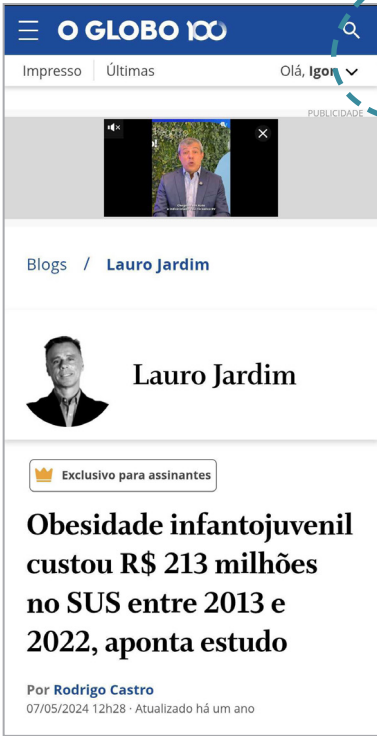 O GLOBO 100
Impresso Últimas Olá, Igor
PUBLICIDADE
Blogs / Lauro Jardim
Lauro Jardim
Exclusivo para assinantes
Obesidade infantojuvenil
custou R$ 213 milhões
no SUS entre 2013 e
2022, aponta estudo
Por Rodrigo Castro
07/05/2024 12h28 · Atualizado há um ano